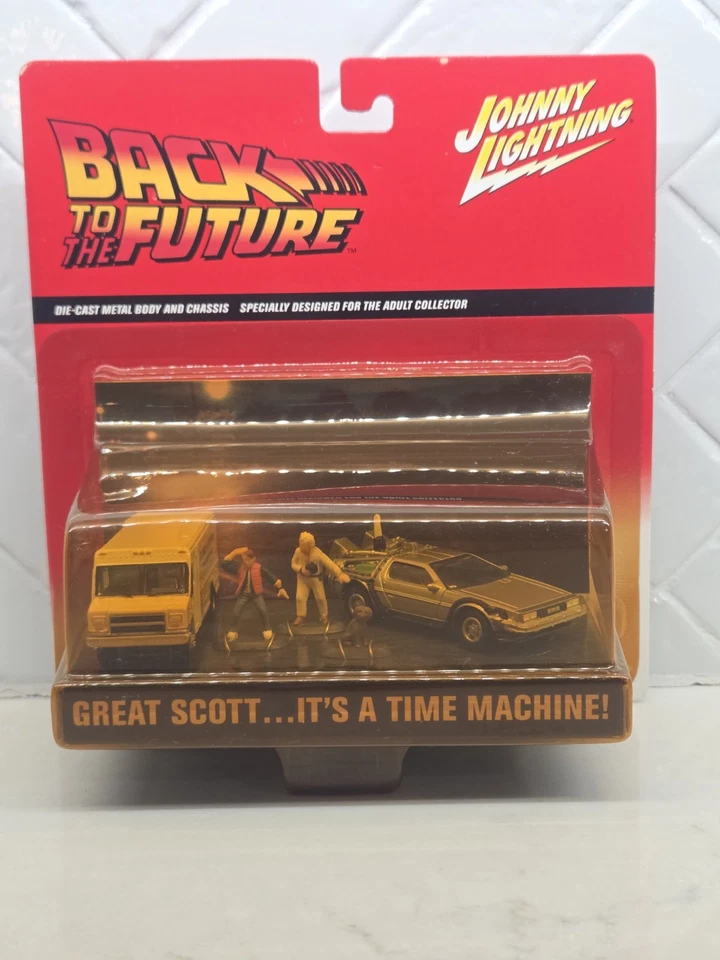 BACK
TO
THE
FUTURE™
JOHNNY
LIGHTNING®
DIE-CAST METAL BODY AND CHASSIS SPECIALLY DESIGNED FOR THE ADULT COLLECTOR
GREAT SCOTT...IT'S A TIME MACHINE!